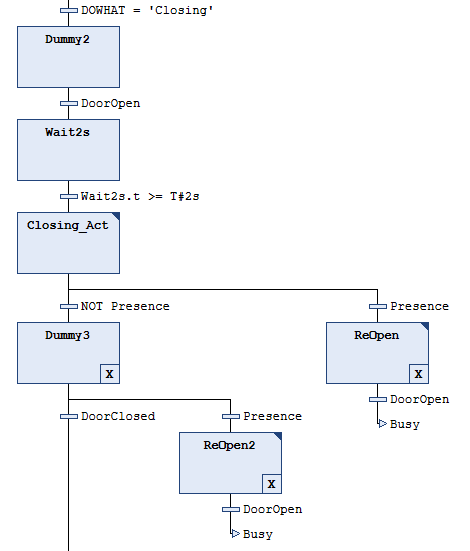 DOWHAT = 'Closing'
Dummy2
DoorOpen
Wait2s
Wait2s.t >= T#2s
Closing_Act
NOT Presence
Presence
Dummy3
X
ReOpen
X
DoorOpen
Busy
DoorClosed
Presence
ReOpen2
X
DoorOpen
Busy